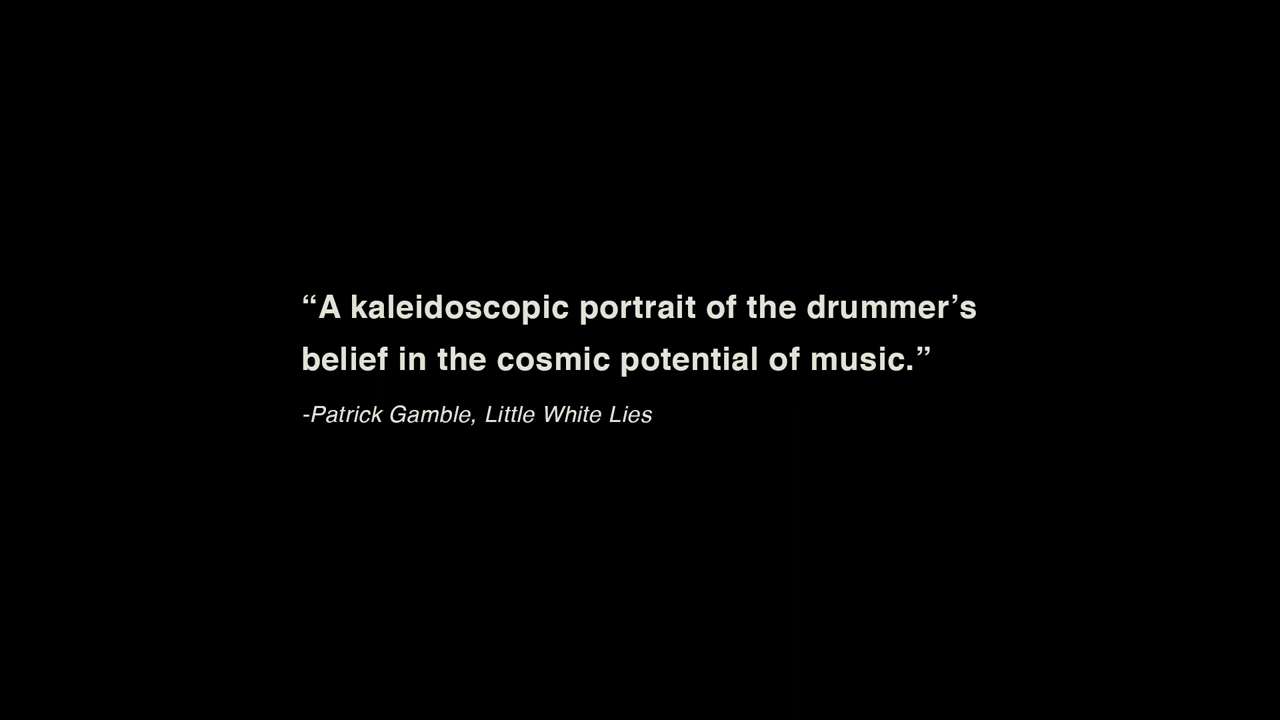 “A kaleidoscopic portrait of the drummer’s
belief in the cosmic potential of music.”
-Patrick Gamble, Little White Lies